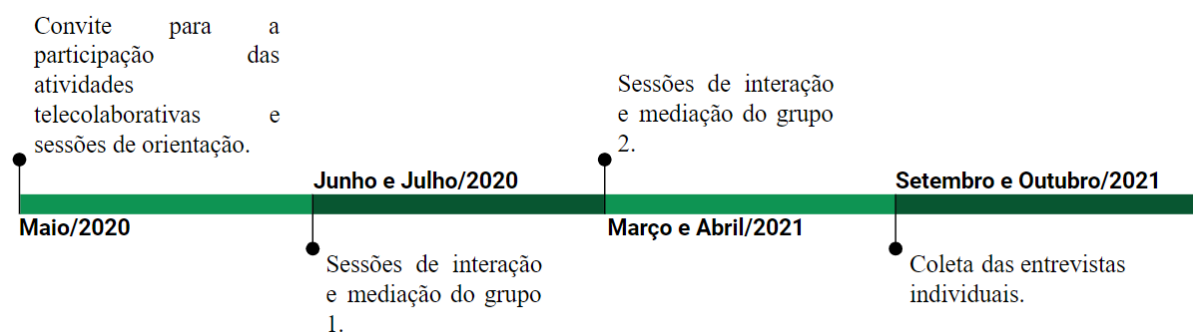 Convite para a
participação das
atividades
telecolaborativas e
sessões de orientação.
Maio/2020
Junho e Julho/2020
Sessões de interação
e mediação do grupo
1.
Sessões de interação
e mediação do grupo
2.
Março e Abril/2021
Setembro e Outubro/2021
Coleta das entrevistas
individuais.